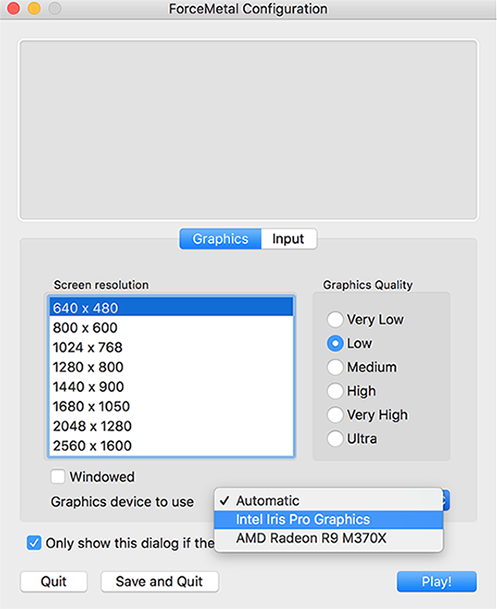 ForceMetal Configuration
Graphics
Input
Screen resolution
640 x 480
800 x 600
1024 x 768
1280 x 800
1440 x 900
1680 x 1050
2048 x 1280
2560 x 1600
Graphics Quality
Very Low
Low
Medium
High
Very High
Ultra
Windowed
Graphics device to use
Automatic
Intel Iris Pro Graphics
AMD Radeon R9 M370X
Only show this dialog if the
Quit
Save and Quit
Play!